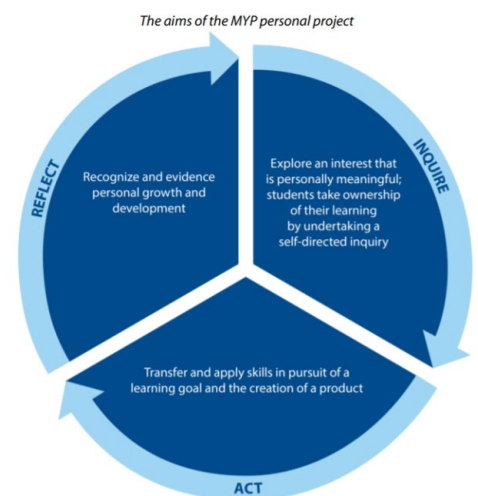 The aims of the MYP personal project
INQUIRE
Explore an interest that
is personally meaningful;
students take ownership
of their learning
by undertaking a
self-directed inquiry
ACT
Transfer and apply skills in pursuit of a
learning goal and the creation of a product
REFLECT
Recognize and evidence
personal growth and
development